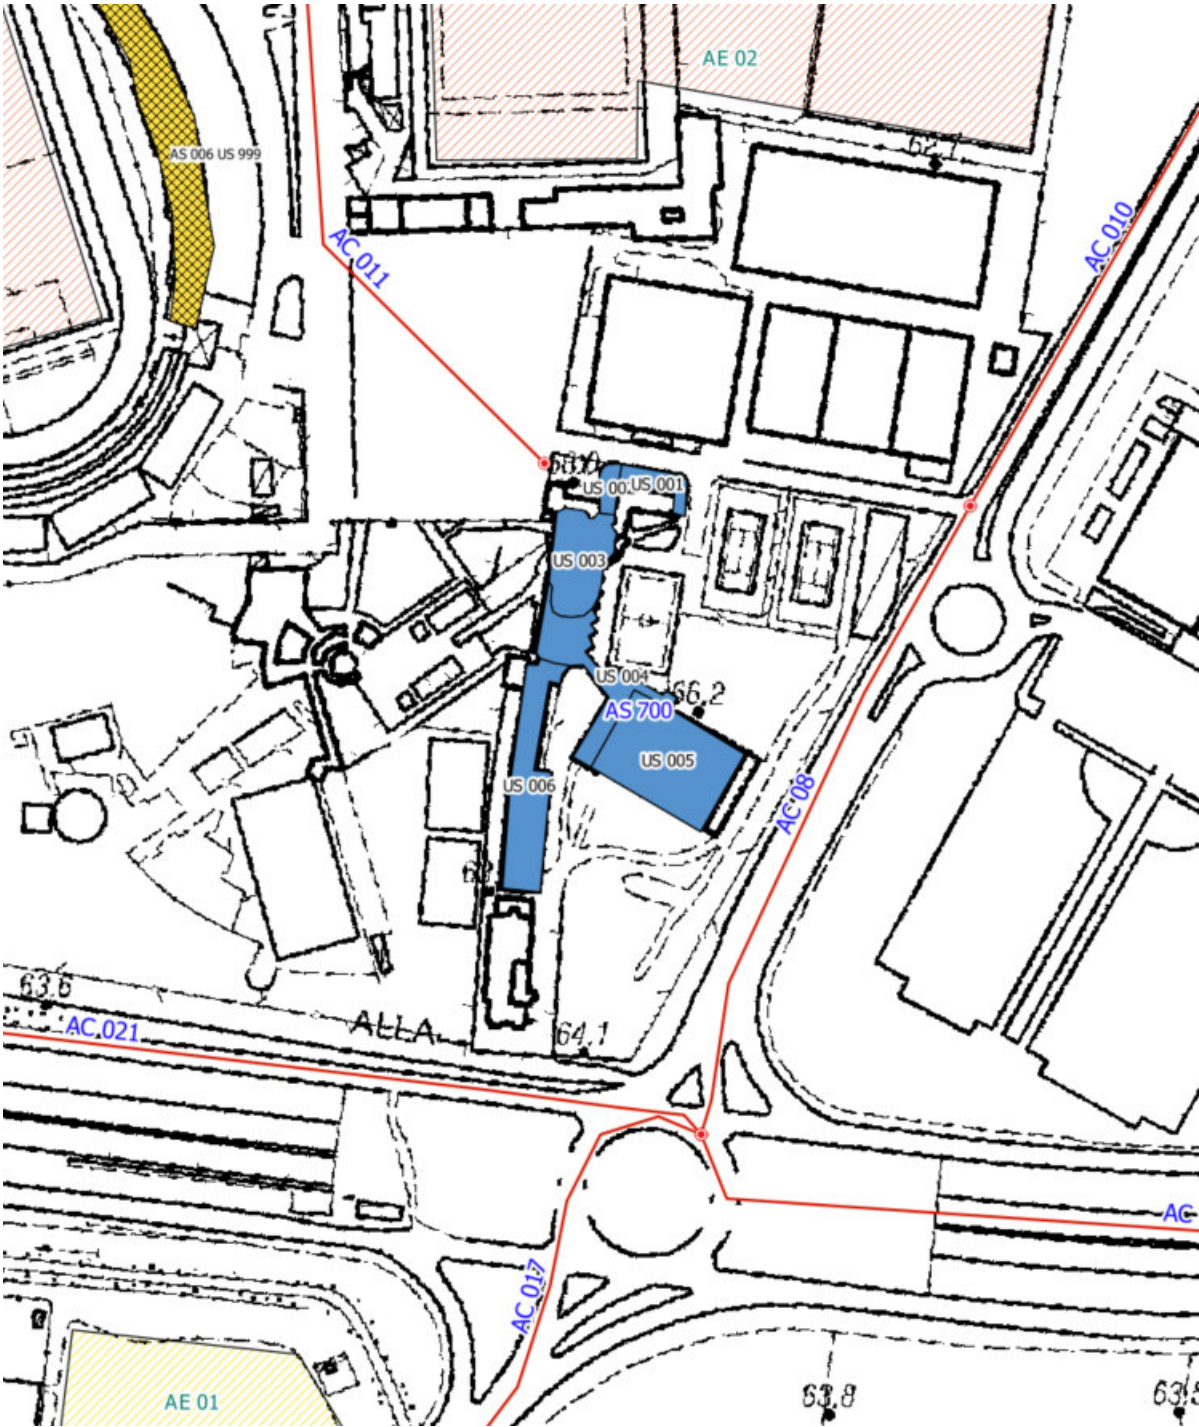 AE 02
62.7
AS 006 US 999
AC 010
AC 011
US 001
US 003
US 004
66.2
AS 700
US 005
US 006
AC 08
63.6
AC 021
ALLA
64.1
AC
AC 017
AE 01
63.8